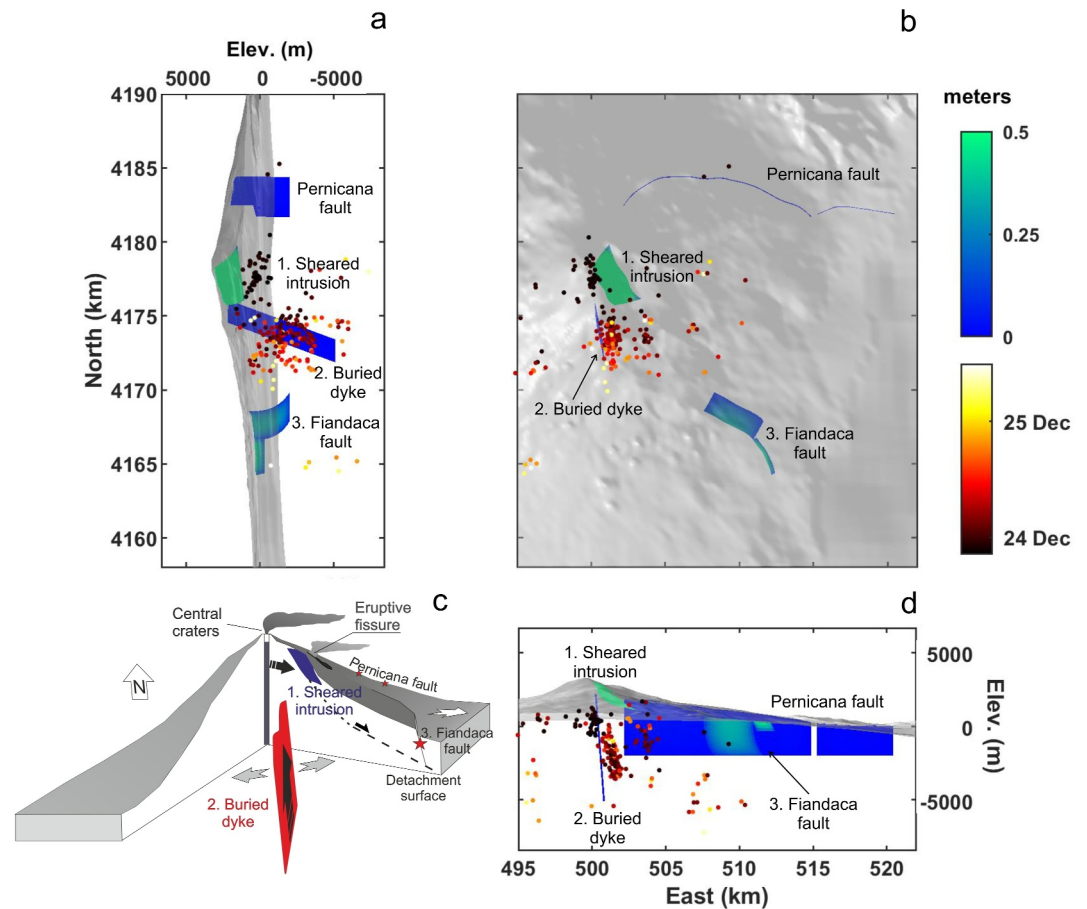 a
Elev. (m)
5000 0 -5000
4190
4185
4180
4175
4170
4165
4160
North (km)
Pernicana
fault
1. Sheared
intrusion
2. Buried
dyke
3. Fiandaca
fault
b
Pernicana fault
1. Sheared
intrusion
2. Buried dyke
3. Fiandaca
fault
meters
0.5
0.25
0
25 Dec
24 Dec
c
Central
craters
Eruptive
fissure
N
Pernicana fault
1. Sheared
intrusion
3. Fiandaca
fault
Detachment
surface
2. Buried
dyke
d
1. Sheared
intrusion
Pernicana fault
2. Buried
dyke
3. Fiandaca
fault
5000
0
-5000
Elev. (m)
495 500 505 510 515 520
East (km)